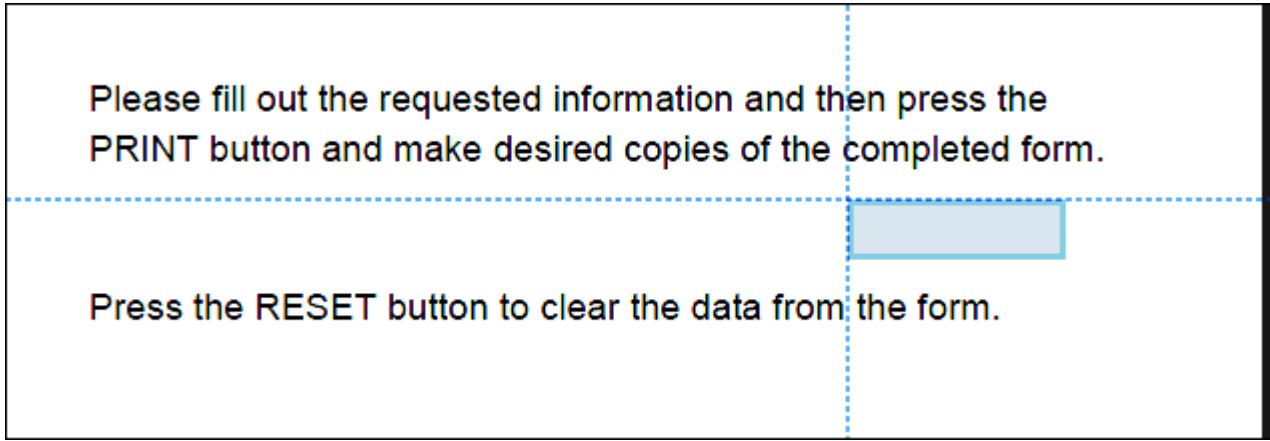 Please fill out the requested information and then press the
PRINT button and make desired copies of the completed form.
Press the RESET button to clear the data from the form.